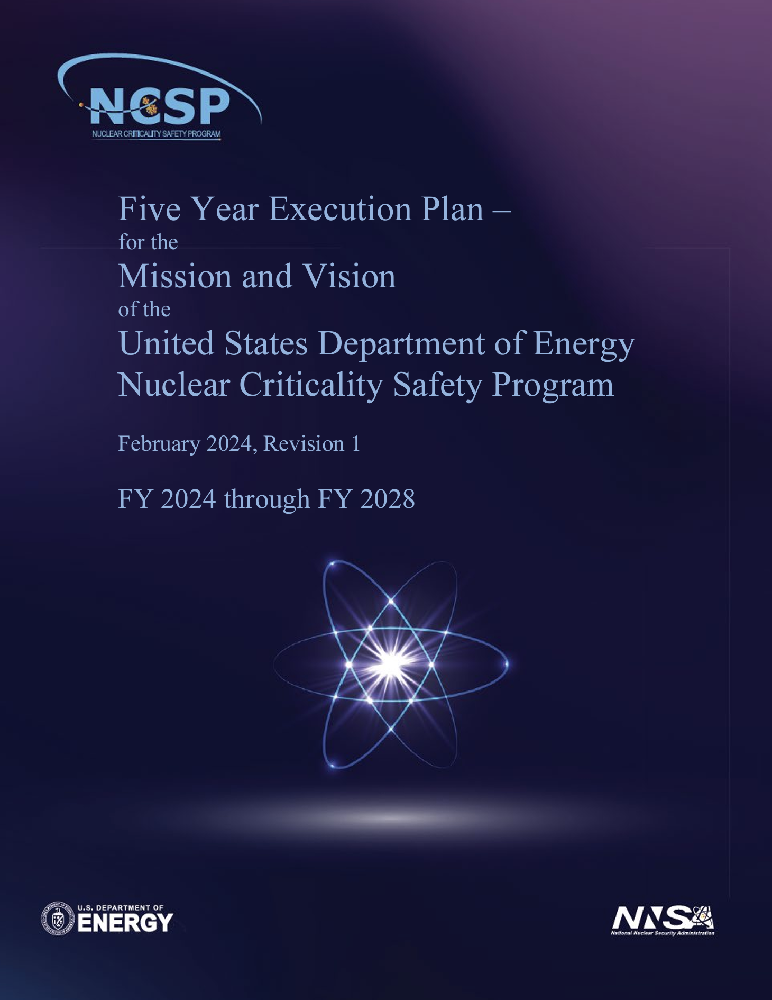 NCSP
NUCLEAR CRITICALITY SAFETY PROGRAM
Five Year Execution Plan –
for the
Mission and Vision
of the
United States Department of Energy
Nuclear Criticality Safety Program
February 2024, Revision 1
FY 2024 through FY 2028
U.S. DEPARTMENT OF
ENERGY
NNSA
National Nuclear Security Administration